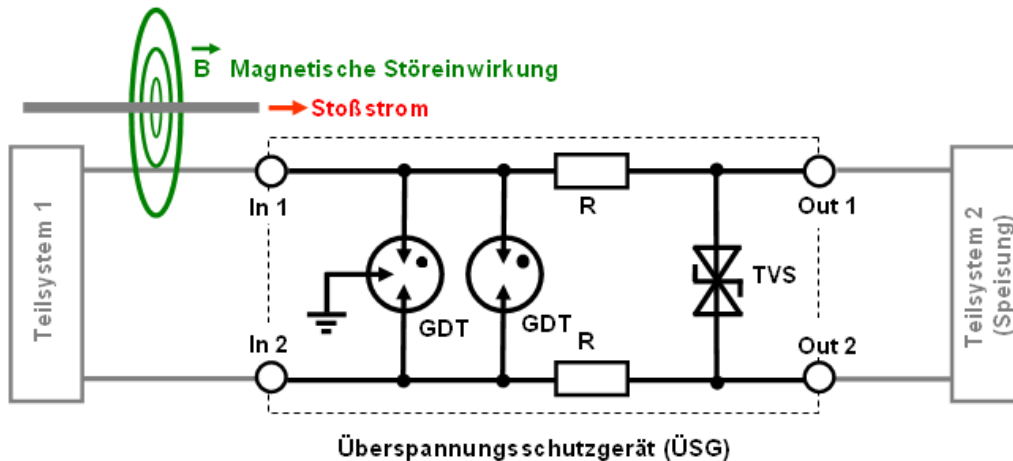 B Magnetische Störeinwirkung
Stoßstrom
Teilsystem 1
In 1
R
Out 1
TVS
GDT
GDT
In 2
R
Out 2
Teilsystem 2
(Speisung)
Überspannungsschutzgerät (ÜSG)